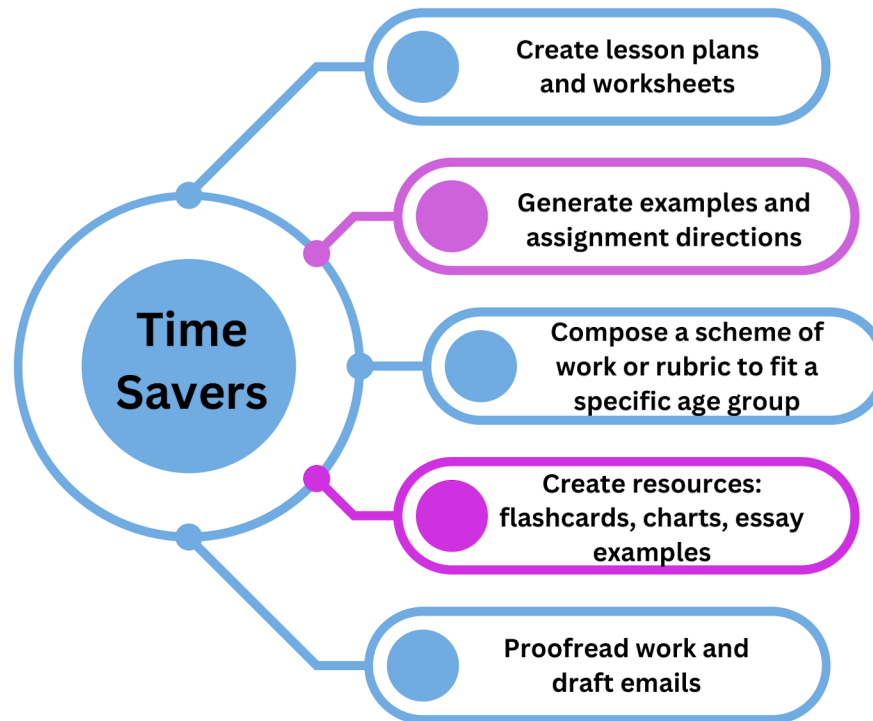 Create lesson plans
and worksheets
Generate examples and
assignment directions
Time
Savers
Compose a scheme of
work or rubric to fit a
specific age group
Create resources:
flashcards, charts, essay
examples
Proofread work and
draft emails